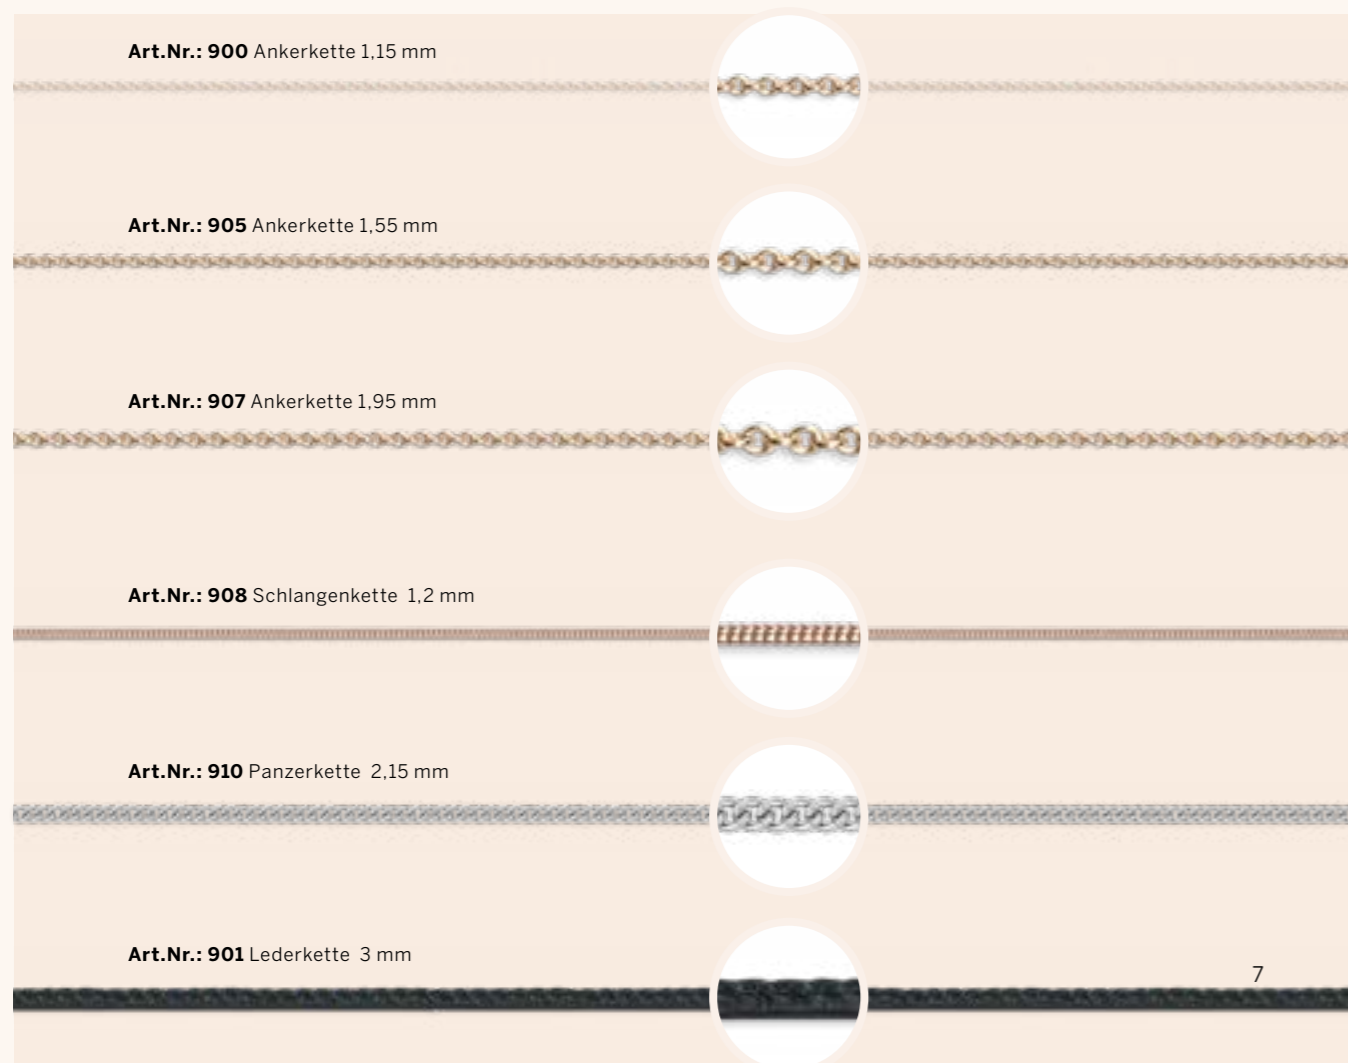 Art.Nr.: 900 Ankerkette 1,15 mm
Art.Nr.: 905 Ankerkette 1,55 mm
Art.Nr.: 907 Ankerkette 1,95 mm
Art.Nr.: 908 Schlangenkette 1,2 mm
Art.Nr.: 910 Panzerkette 2,15 mm
Art.Nr.: 901 Lederkette 3 mm
7